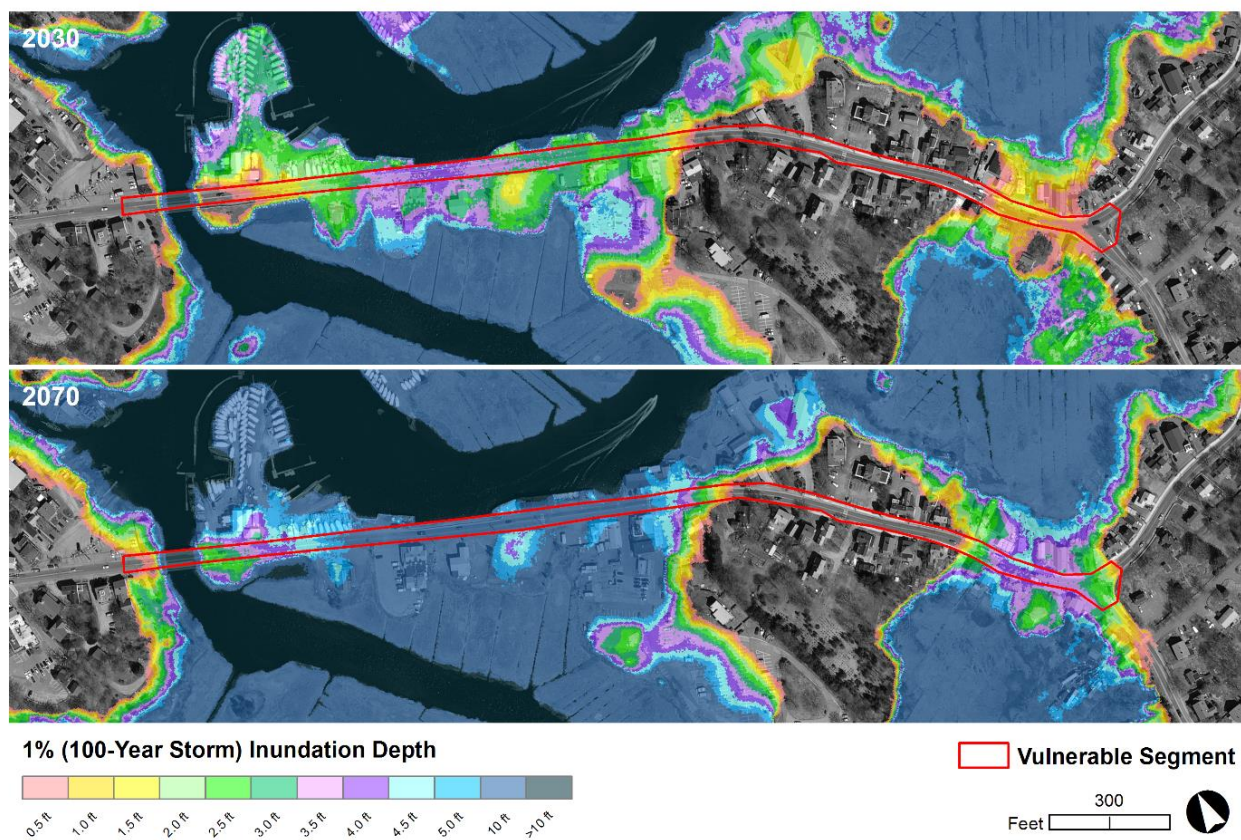 2030
2070
1% (100-Year Storm) Inundation Depth
0.5 ft
1.0 ft
1.5 ft
2.0 ft
2.5 ft
3.0 ft
3.5 ft
4.0 ft
4.5 ft
5.0 ft
10 ft
>10 ft
Vulnerable Segment
300
Feet